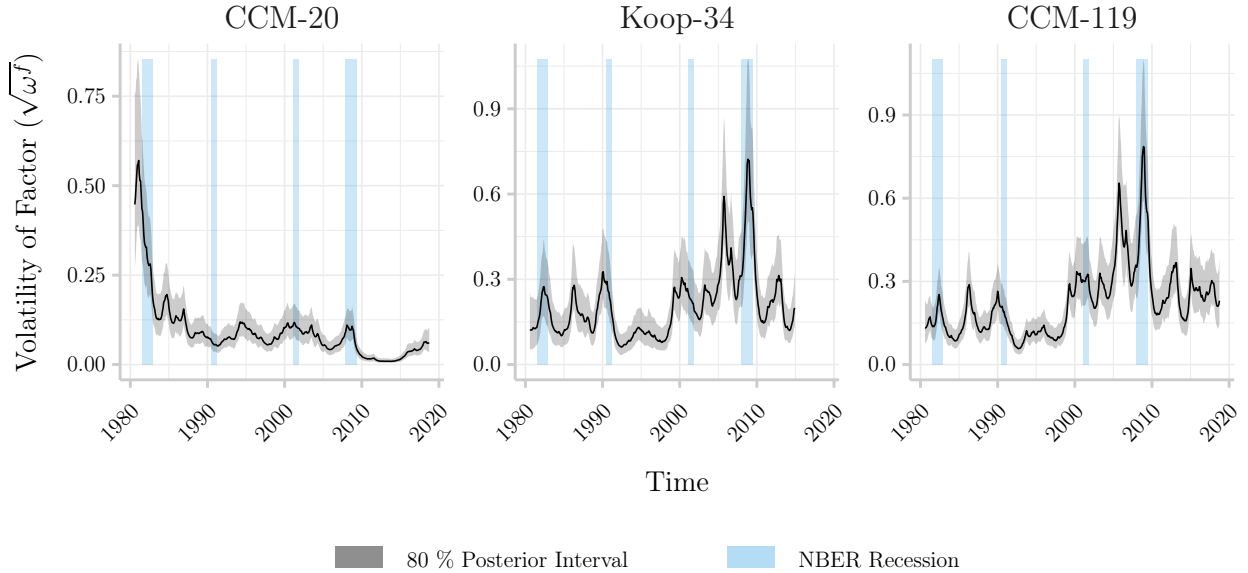 CCM-20 Koop-34 CCM-119
Volatility of Factor (√ω^f)
0.75
0.50
0.25
0.00
0.9
0.6
0.3
0.0
0.9
0.6
0.3
0.0
1980 1990 2000 2010 2020
1980 1990 2000 2010 2020
1980 1990 2000 2010 2020
Time
80 % Posterior Interval NBER Recession